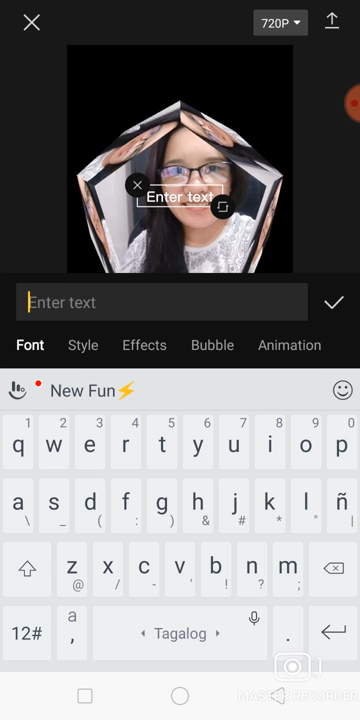 720P
Enter text
Enter text
Font Style Effects Bubble Animation
New Fun⚡
1 2 3 4 5 6 7 8 9 0
q w e r t y u i o p
a s d f g h j k l ñ
\ _ ( : ) & # * " |
z x c v b n m
@ / - ' ! ? ;
12# a , Tagalog .
MASTER RECORDER